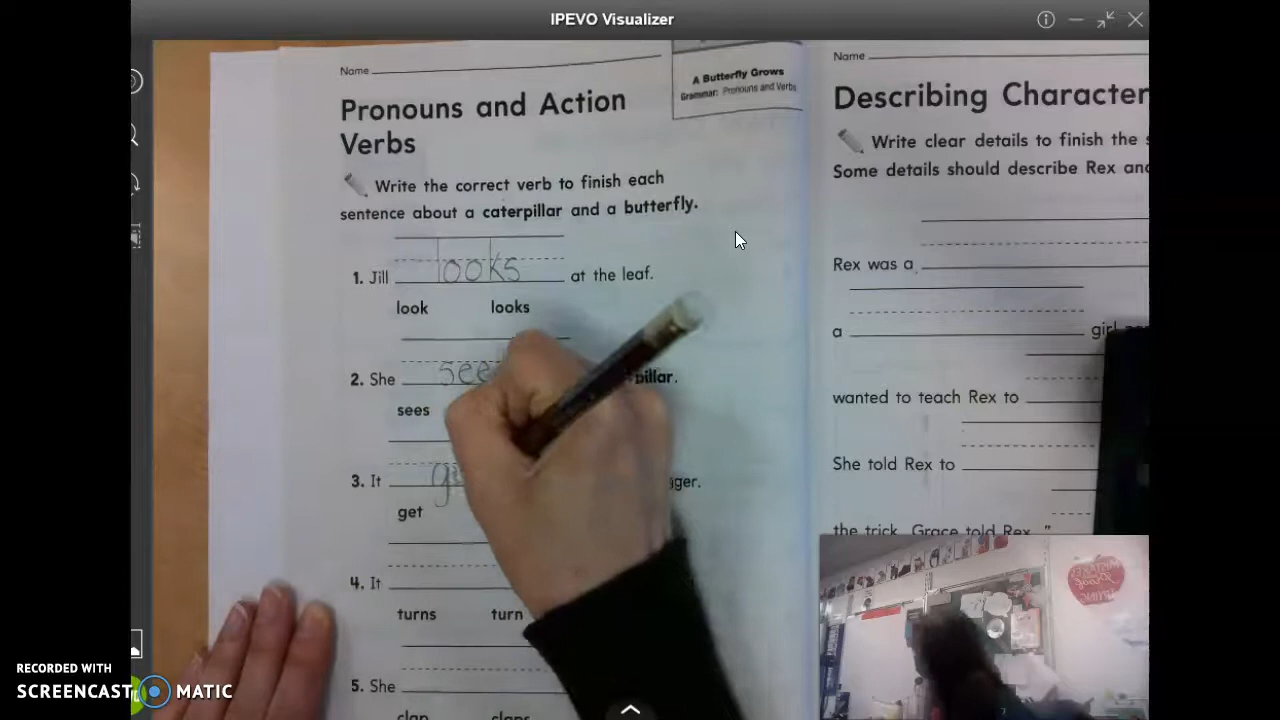 IPEVO Visualizer
Name
A Butterfly Grows
Grammar: Pronouns and Verbs
Pronouns and Action
Verbs
Write the correct verb to finish each
sentence about a caterpillar and a butterfly.
1. Jill looks at the leaf.
look looks
2. She see pillar.
sees
3. It gger.
get
4. It
turns turn
5. She
clap claps
Name
Describing Character
Write clear details to finish the
Some details should describe Rex and
Rex was a
a girl
wanted to teach Rex to
She told Rex to
the trick. Grace told Rex, "
RECORDED WITH
SCREENCAST MATIC